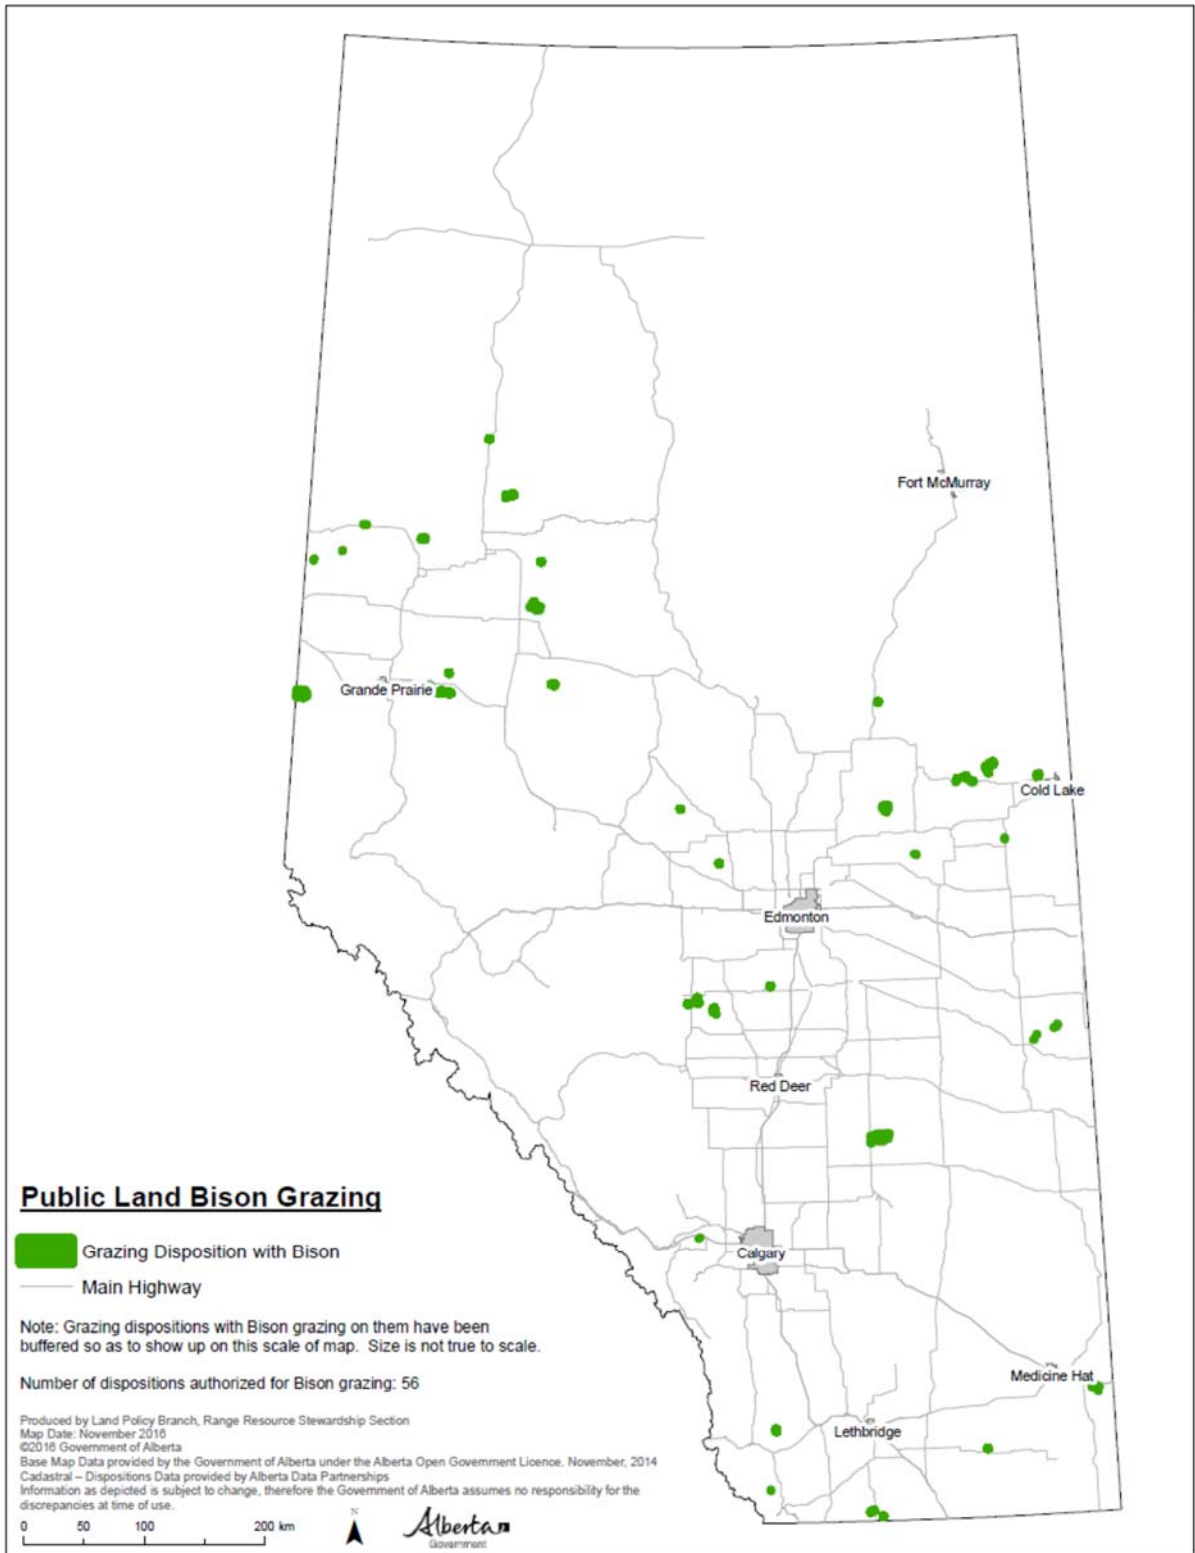 Fort McMurray
Grande Prairie
Cold Lake
Edmonton
Red Deer
Calgary
Medicine Hat
Lethbridge
Public Land Bison Grazing
Grazing Disposition with Bison
Main Highway
Note: Grazing dispositions with Bison grazing on them have been
buffered so as to show up on this scale of map. Size is not true to scale.
Number of dispositions authorized for Bison grazing: 56
Produced by Land Policy Branch, Range Resource Stewardship Section
Map Date: November 2016
©2016 Government of Alberta
Base Map Data provided by the Government of Alberta under the Alberta Open Government Licence. November, 2014
Cadastral – Dispositions Data provided by Alberta Data Partnerships
Information as depicted is subject to change, therefore the Government of Alberta assumes no responsibility for the
discrepancies at time of use.
0 50 100 200 km
N
Alberta
Government